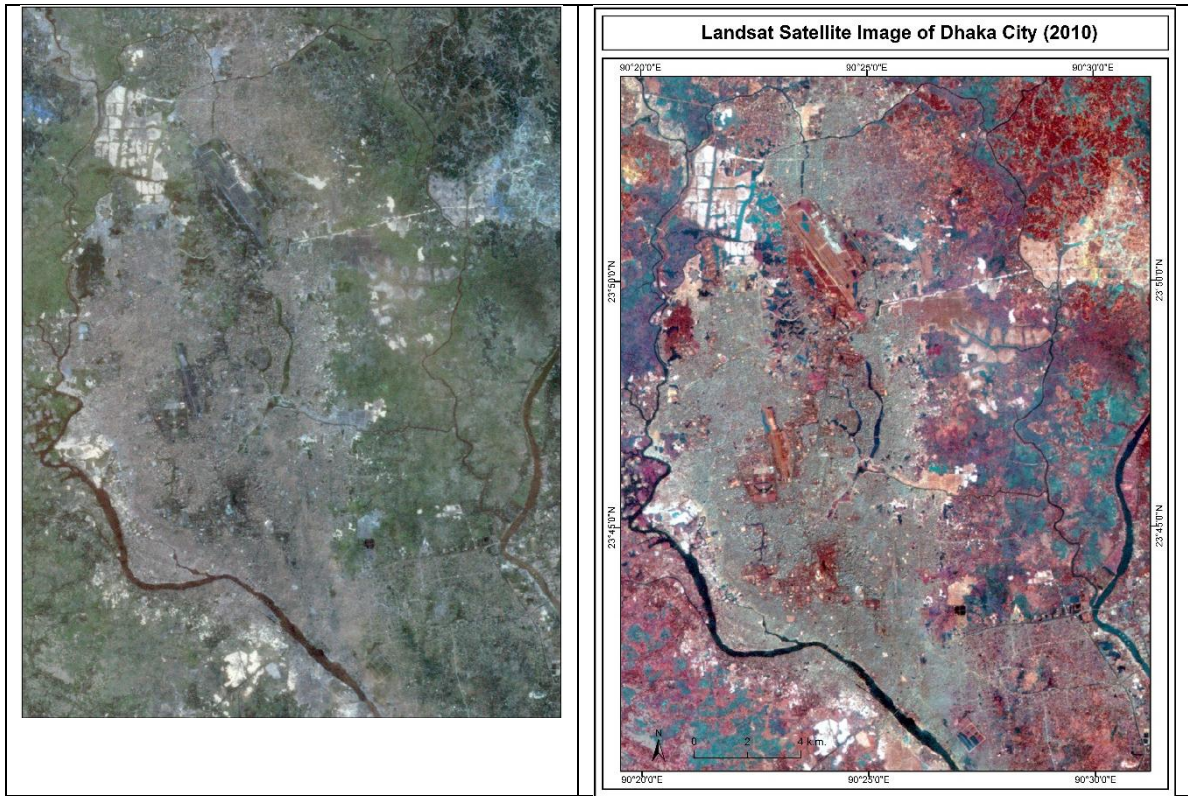 Landsat Satellite Image of Dhaka City (2010)
90°20'0"E 90°25'0"E 90°30'0"E
23°50'0"N 23°50'0"N
23°45'0"N 23°45'0"N
N
0 2 4 k.m.
90°20'0"E 90°25'0"E 90°30'0"E